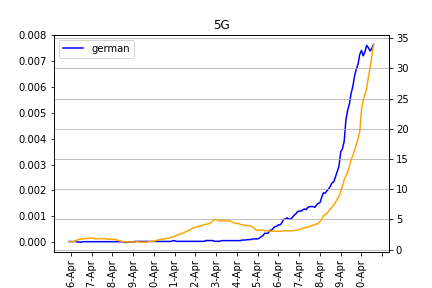 5G
german
0.008
0.007
0.006
0.005
0.004
0.003
0.002
0.001
0.000
35
30
25
20
15
10
5
0
6-Apr
7-Apr
8-Apr
9-Apr
0-Apr
1-Apr
2-Apr
3-Apr
4-Apr
5-Apr
6-Apr
7-Apr
8-Apr
9-Apr
0-Apr